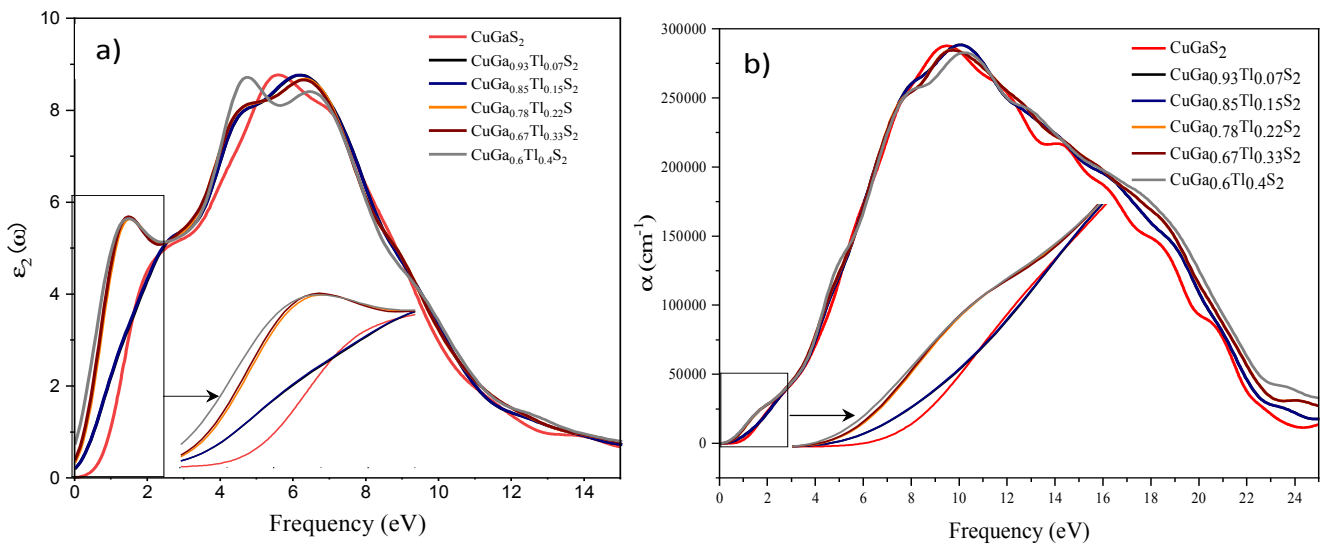 a)
CuGaS₂
CuGa₀.₉₃Tl₀.₀₇S₂
CuGa₀.₈₅Tl₀.₁₅S₂
CuGa₀.₇₈Tl₀.₂₂S
CuGa₀.₆₇Tl₀.₃₃S₂
CuGa₀.₆Tl₀.₄S₂
10
8
6
4
2
0
ε₂(ω)
0 2 4 6 8 10 12 14
Frequency (eV)
b)
CuGaS₂
CuGa₀.₉₃Tl₀.₀₇S₂
CuGa₀.₈₅Tl₀.₁₅S₂
CuGa₀.₇₈Tl₀.₂₂S₂
CuGa₀.₆₇Tl₀.₃₃S₂
CuGa₀.₆Tl₀.₄S₂
300000
250000
200000
150000
100000
50000
0
α (cm⁻¹)
0 2 4 6 8 10 12 14 16 18 20 22 24
Frequency (eV)